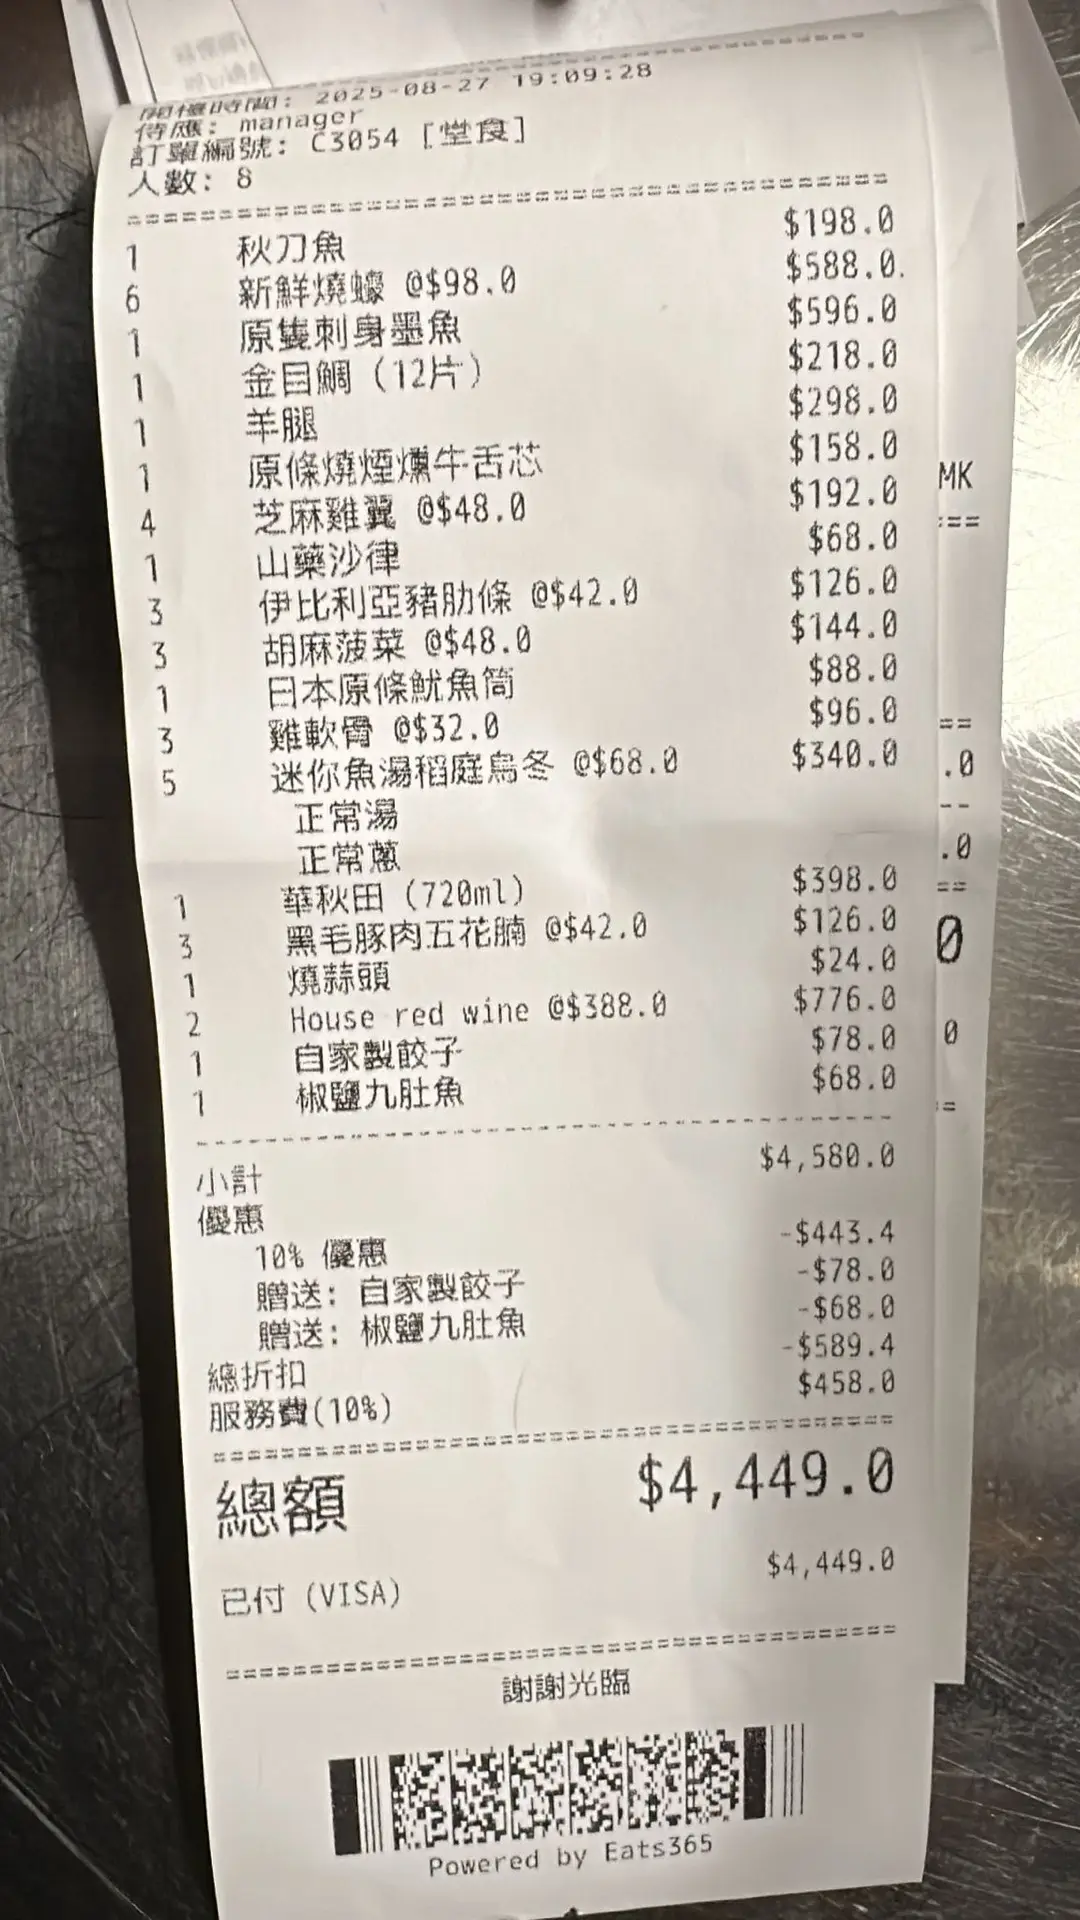 開檯時間: 2025-08-27 19:09:28
侍應: manager
訂單編號: C3054 [堂食]
人數: 8
1 秋刀魚 $198.0
6 新鮮燒蠔 @$98.0 $588.0
1 原隻刺身墨魚 $596.0
1 金目鯛 (12片) $218.0
1 羊腿 $298.0
1 原條燒煙燻牛舌芯 $158.0
4 芝麻雞翼 @$48.0 $192.0
1 山藥沙律 $68.0
3 伊比利亞豬肋條 @$42.0 $126.0
3 胡麻菠菜 @$48.0 $144.0
1 日本原條魷魚筒 $88.0
3 雞軟骨 @$32.0 $96.0
5 迷你魚湯稻庭烏冬 @$68.0 $340.0
正常湯
正常蔥
1 華秋田 (720ml) $398.0
3 黑毛豚肉五花腩 @$42.0 $126.0
1 燒蒜頭 $24.0
2 House red wine @$388.0 $776.0
1 自家製餃子 $78.0
1 椒鹽九肚魚 $68.0
小計 $4,580.0
優惠
10% 優惠 -$443.4
贈送: 自家製餃子 -$78.0
贈送: 椒鹽九肚魚 -$68.0
總折扣 -$589.4
服務費(10%) $458.0
總額 $4,449.0
已付 (VISA) $4,449.0
謝謝光臨
Powered by Eats365
MK
.0
.0
0
0